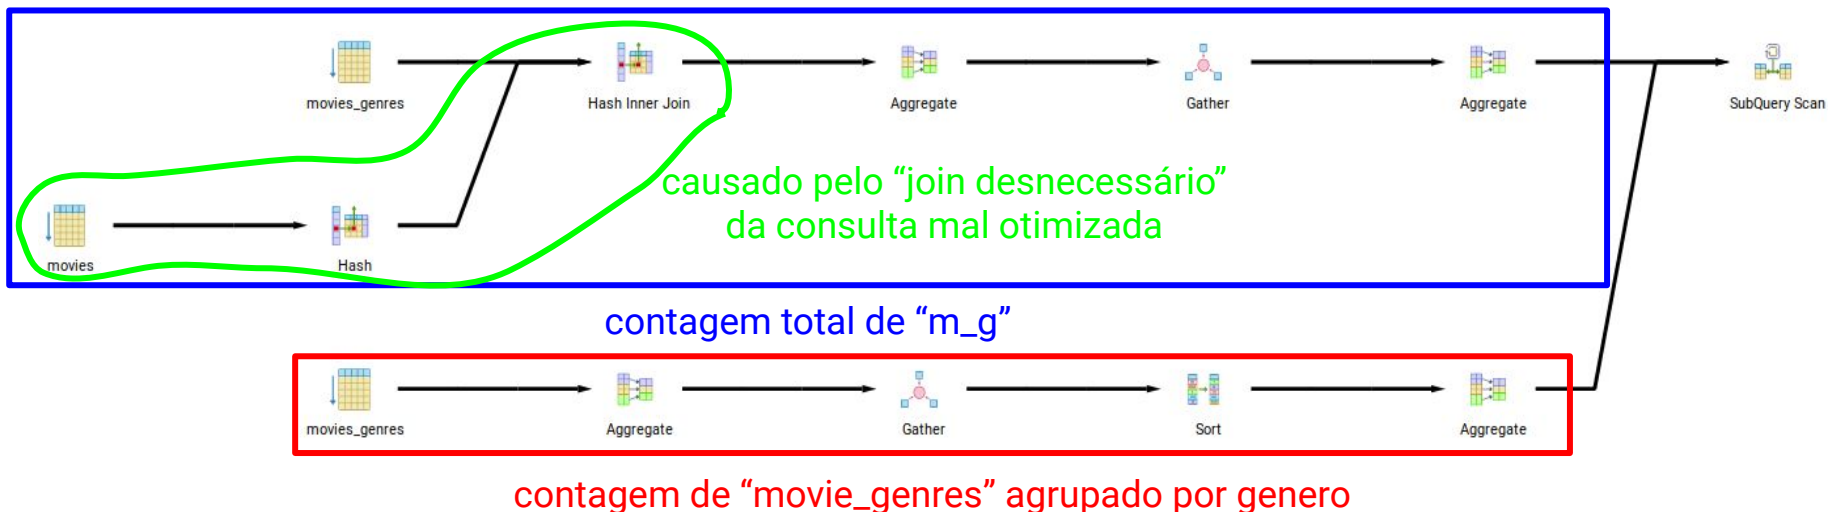 movies_genres
Hash Inner Join
Aggregate
Gather
Aggregate
SubQuery Scan
causado pelo “join desnecessário”
da consulta mal otimizada
movies
Hash
contagem total de “m_g”
movies_genres
Aggregate
Gather
Sort
Aggregate
contagem de “movie_genres” agrupado por genero